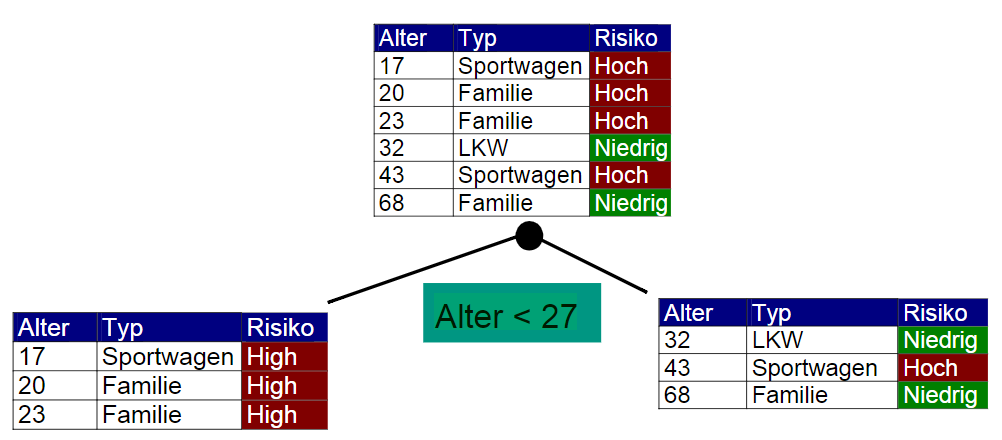 Alter Typ Risiko
17 Sportwagen Hoch
20 Familie Hoch
23 Familie Hoch
32 LKW Niedrig
43 Sportwagen Hoch
68 Familie Niedrig
Alter < 27
Alter Typ Risiko
17 Sportwagen High
20 Familie High
23 Familie High
Alter Typ Risiko
32 LKW Niedrig
43 Sportwagen Hoch
68 Familie Niedrig